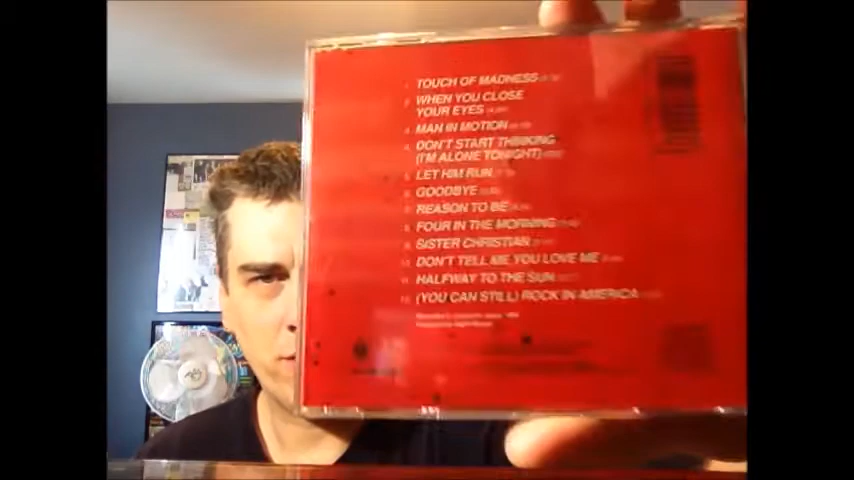 TOUCH OF MADNESS
WHEN YOU CLOSE
YOUR EYES
MAN IN MOTION
DON'T START THINKING
(I'M ALONE TONIGHT)
LET HIM RUN
GOODBYE
REASON TO BE
FOUR IN THE MORNING
SISTER CHRISTIAN
DON'T TELL ME YOU LOVE ME
HALFWAY TO THE SUN
(YOU CAN STILL) ROCK IN AMERICA